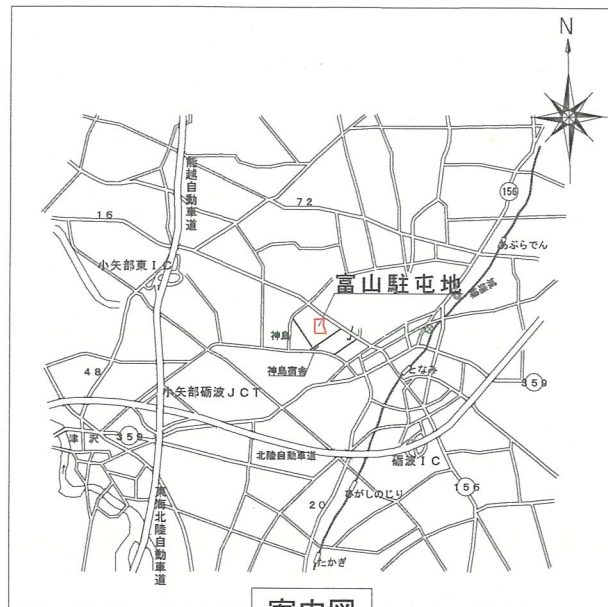 N
能越自動車道
156
16
72
あぶらでん
小矢部東IC
富山駐屯地
神島
神島宿舎
となみ
48
359
小矢部砺波JCT
津沢
359
北陸自動車道
砺波IC
156
ひがしのじり
東海北陸自動車道
20
たかぎ
案内図